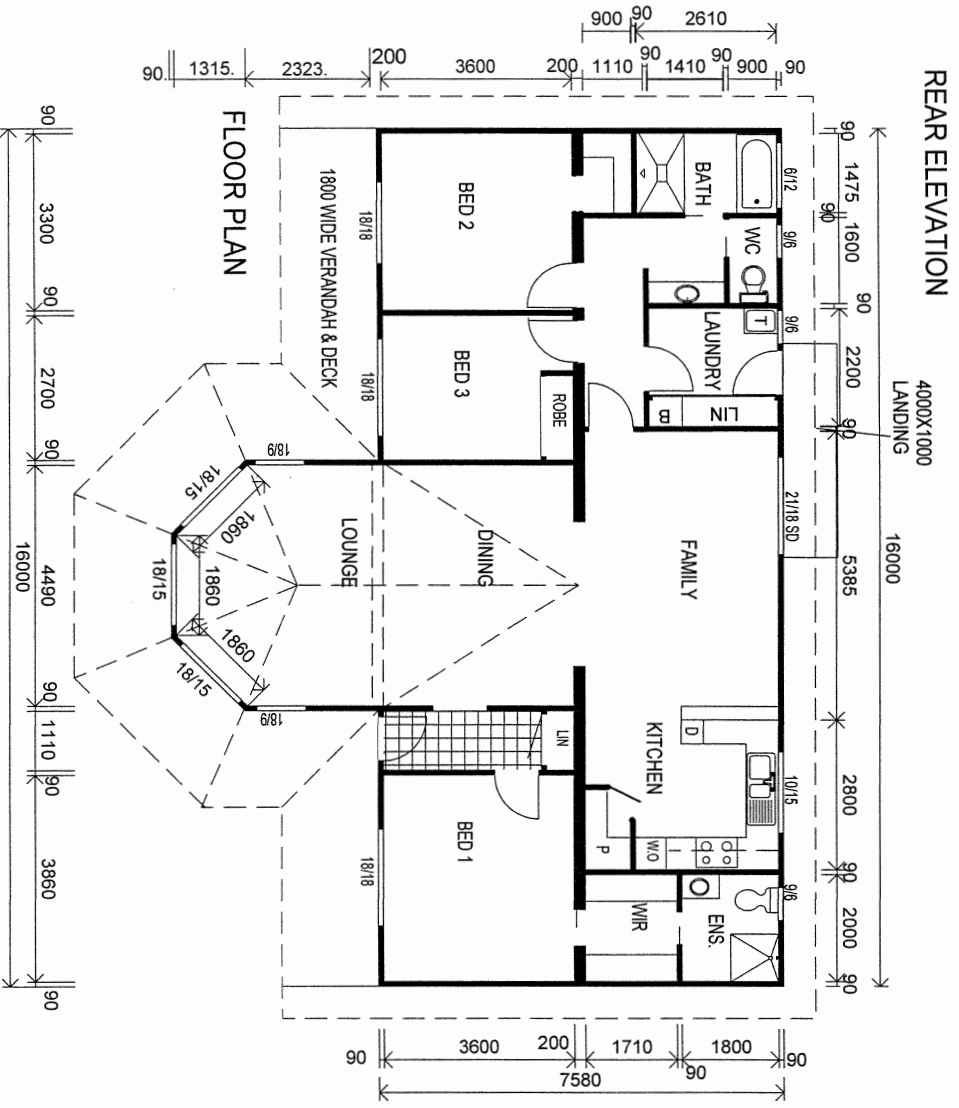 REAR ELEVATION
4000X1000
LANDING
16000
90 1475 90 1600 90 2200 90 5385 2800 90 2000 90
6/12
9/6
9/6
21/18 SD
10/15
9/6
2610
90
900
90
900
90
1410
90
1110
200
3600
200
2323.
1315.
90.
BATH
WC
T
LAUNDRY
LIN
B
FAMILY
D
KITCHEN
W.O
P
ENS.
WIR
ROBE
LIN
BED 2
BED 3
DINING
LOUNGE
BED 1
18/18
18/18
18/18
1800 WIDE VERANDAH & DECK
18/9
18/9
18/15
1860
1860
1860
18/15
18/15
90
1800
90
1710
200
3600
90
7580
FLOOR PLAN
90 3300 90 2700 90 4490 90 1110 90 3860 90
16000